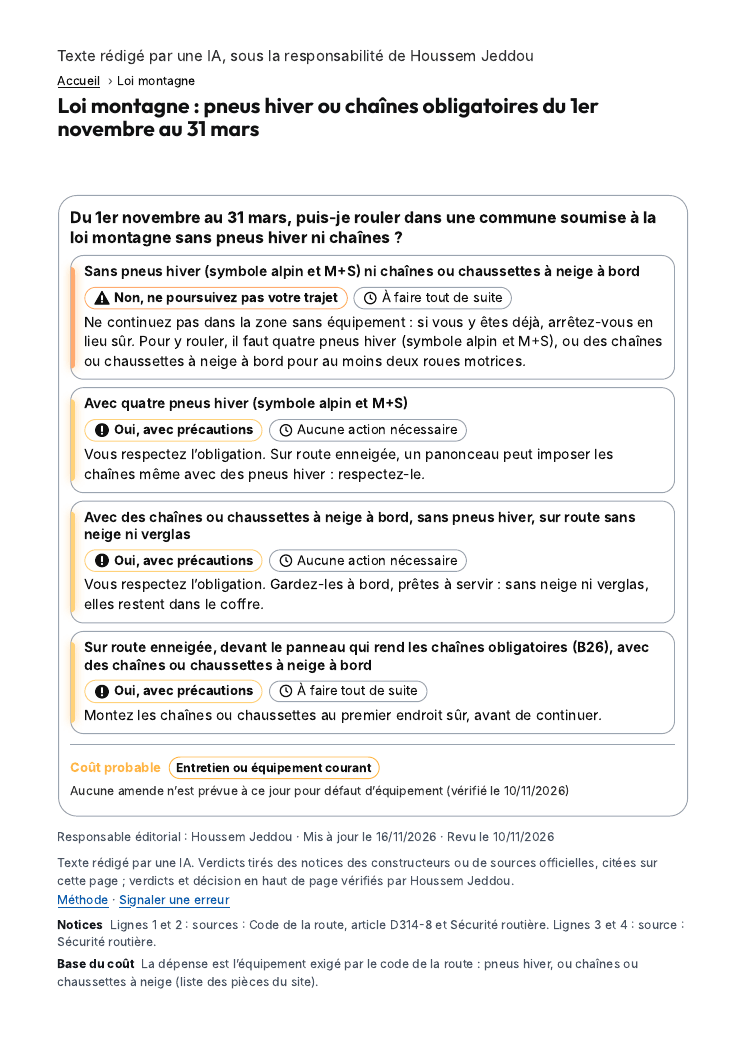 Texte rédigé par une IA, sous la responsabilité de Houssem Jeddou
Accueil › Loi montagne
Loi montagne : pneus hiver ou chaînes obligatoires du 1er
novembre au 31 mars
Du 1er novembre au 31 mars, puis-je rouler dans une commune soumise à la
loi montagne sans pneus hiver ni chaînes ?
Sans pneus hiver (symbole alpin et M+S) ni chaînes ou chaussettes à neige à bord
Non, ne poursuivez pas votre trajet À faire tout de suite
Ne continuez pas dans la zone sans équipement : si vous y êtes déjà, arrêtez-vous en
lieu sûr. Pour y rouler, il faut quatre pneus hiver (symbole alpin et M+S), ou des chaînes
ou chaussettes à neige à bord pour au moins deux roues motrices.
Avec quatre pneus hiver (symbole alpin et M+S)
Oui, avec précautions Aucune action nécessaire
Vous respectez l’obligation. Sur route enneigée, un panonceau peut imposer les
chaînes même avec des pneus hiver : respectez-le.
Avec des chaînes ou chaussettes à neige à bord, sans pneus hiver, sur route sans
neige ni verglas
Oui, avec précautions Aucune action nécessaire
Vous respectez l’obligation. Gardez-les à bord, prêtes à servir : sans neige ni verglas,
elles restent dans le coffre.
Sur route enneigée, devant le panneau qui rend les chaînes obligatoires (B26), avec
des chaînes ou chaussettes à neige à bord
Oui, avec précautions À faire tout de suite
Montez les chaînes ou chaussettes au premier endroit sûr, avant de continuer.
Coût probable Entretien ou équipement courant
Aucune amende n’est prévue à ce jour pour défaut d’équipement (vérifié le 10/11/2026)
Responsable éditorial : Houssem Jeddou · Mis à jour le 16/11/2026 · Revu le 10/11/2026
Texte rédigé par une IA. Verdicts tirés des notices des constructeurs ou de sources officielles, citées sur
cette page ; verdicts et décision en haut de page vérifiés par Houssem Jeddou.
Méthode · Signaler une erreur
Notices Lignes 1 et 2 : sources : Code de la route, article D314-8 et Sécurité routière. Lignes 3 et 4 : source :
Sécurité routière.
Base du coût La dépense est l’équipement exigé par le code de la route : pneus hiver, ou chaînes ou
chaussettes à neige (liste des pièces du site).